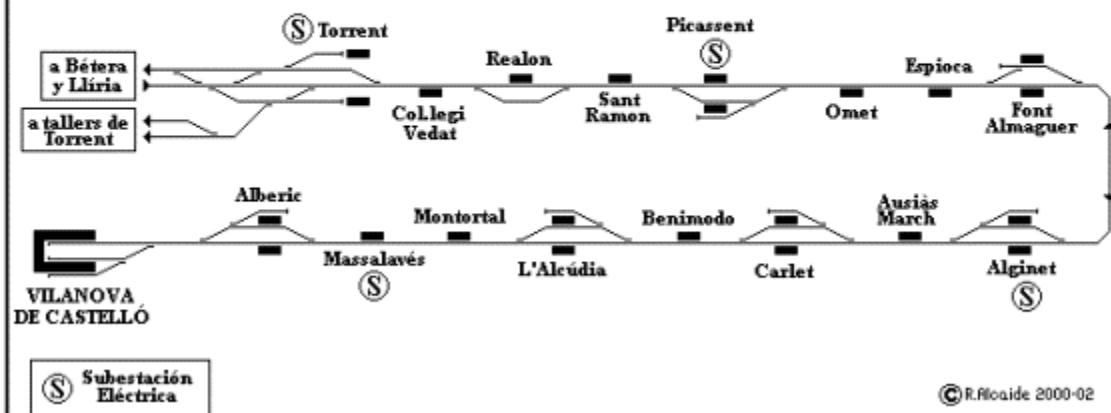 Ⓢ Torrent
Picassent
Ⓢ
a Bétera
y Llíria
Realon
Espioca
a tallers de
Torrent
Col.legi
Vedat
Sant
Ramon
Omet
Font
Almaguer
Alberic
Montortal
Benimodo
Ausiàs
March
Massalavés
Ⓢ
L'Alcúdia
Carlet
Alginet
Ⓢ
VILANOVA
DE CASTELLÓ
Ⓢ Subestación
Eléctrica
© R.Alcaide 2000-02